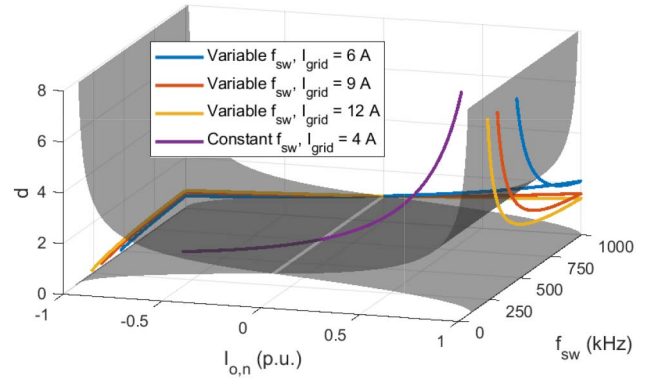 Variable f_sw, I_grid = 6 A
Variable f_sw, I_grid = 9 A
Variable f_sw, I_grid = 12 A
Constant f_sw, I_grid = 4 A
8
6
4
2
0
d
-1
-0.5
0
0.5
1
I_o,n (p.u.)
0
250
500
750
1000
f_sw (kHz)